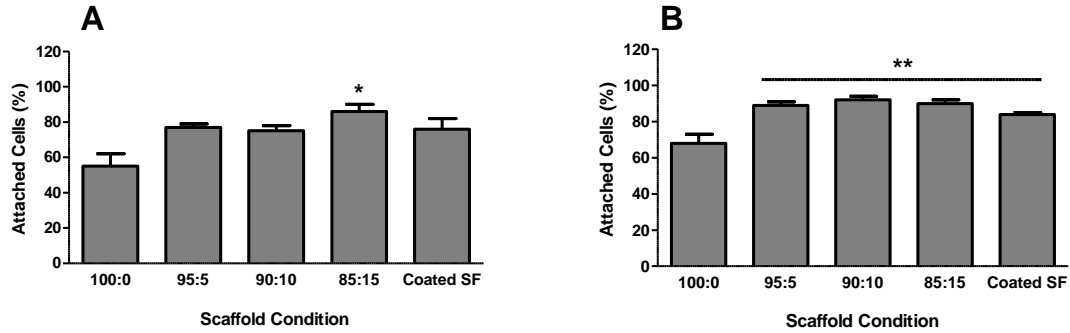 A
Attached Cells (%)
120
100
80
60
40
20
0
*
100:0 95:5 90:10 85:15 Coated SF
Scaffold Condition
B
Attached Cells (%)
120
100
80
60
40
20
0
**
100:0 95:5 90:10 85:15 Coated SF
Scaffold Condition